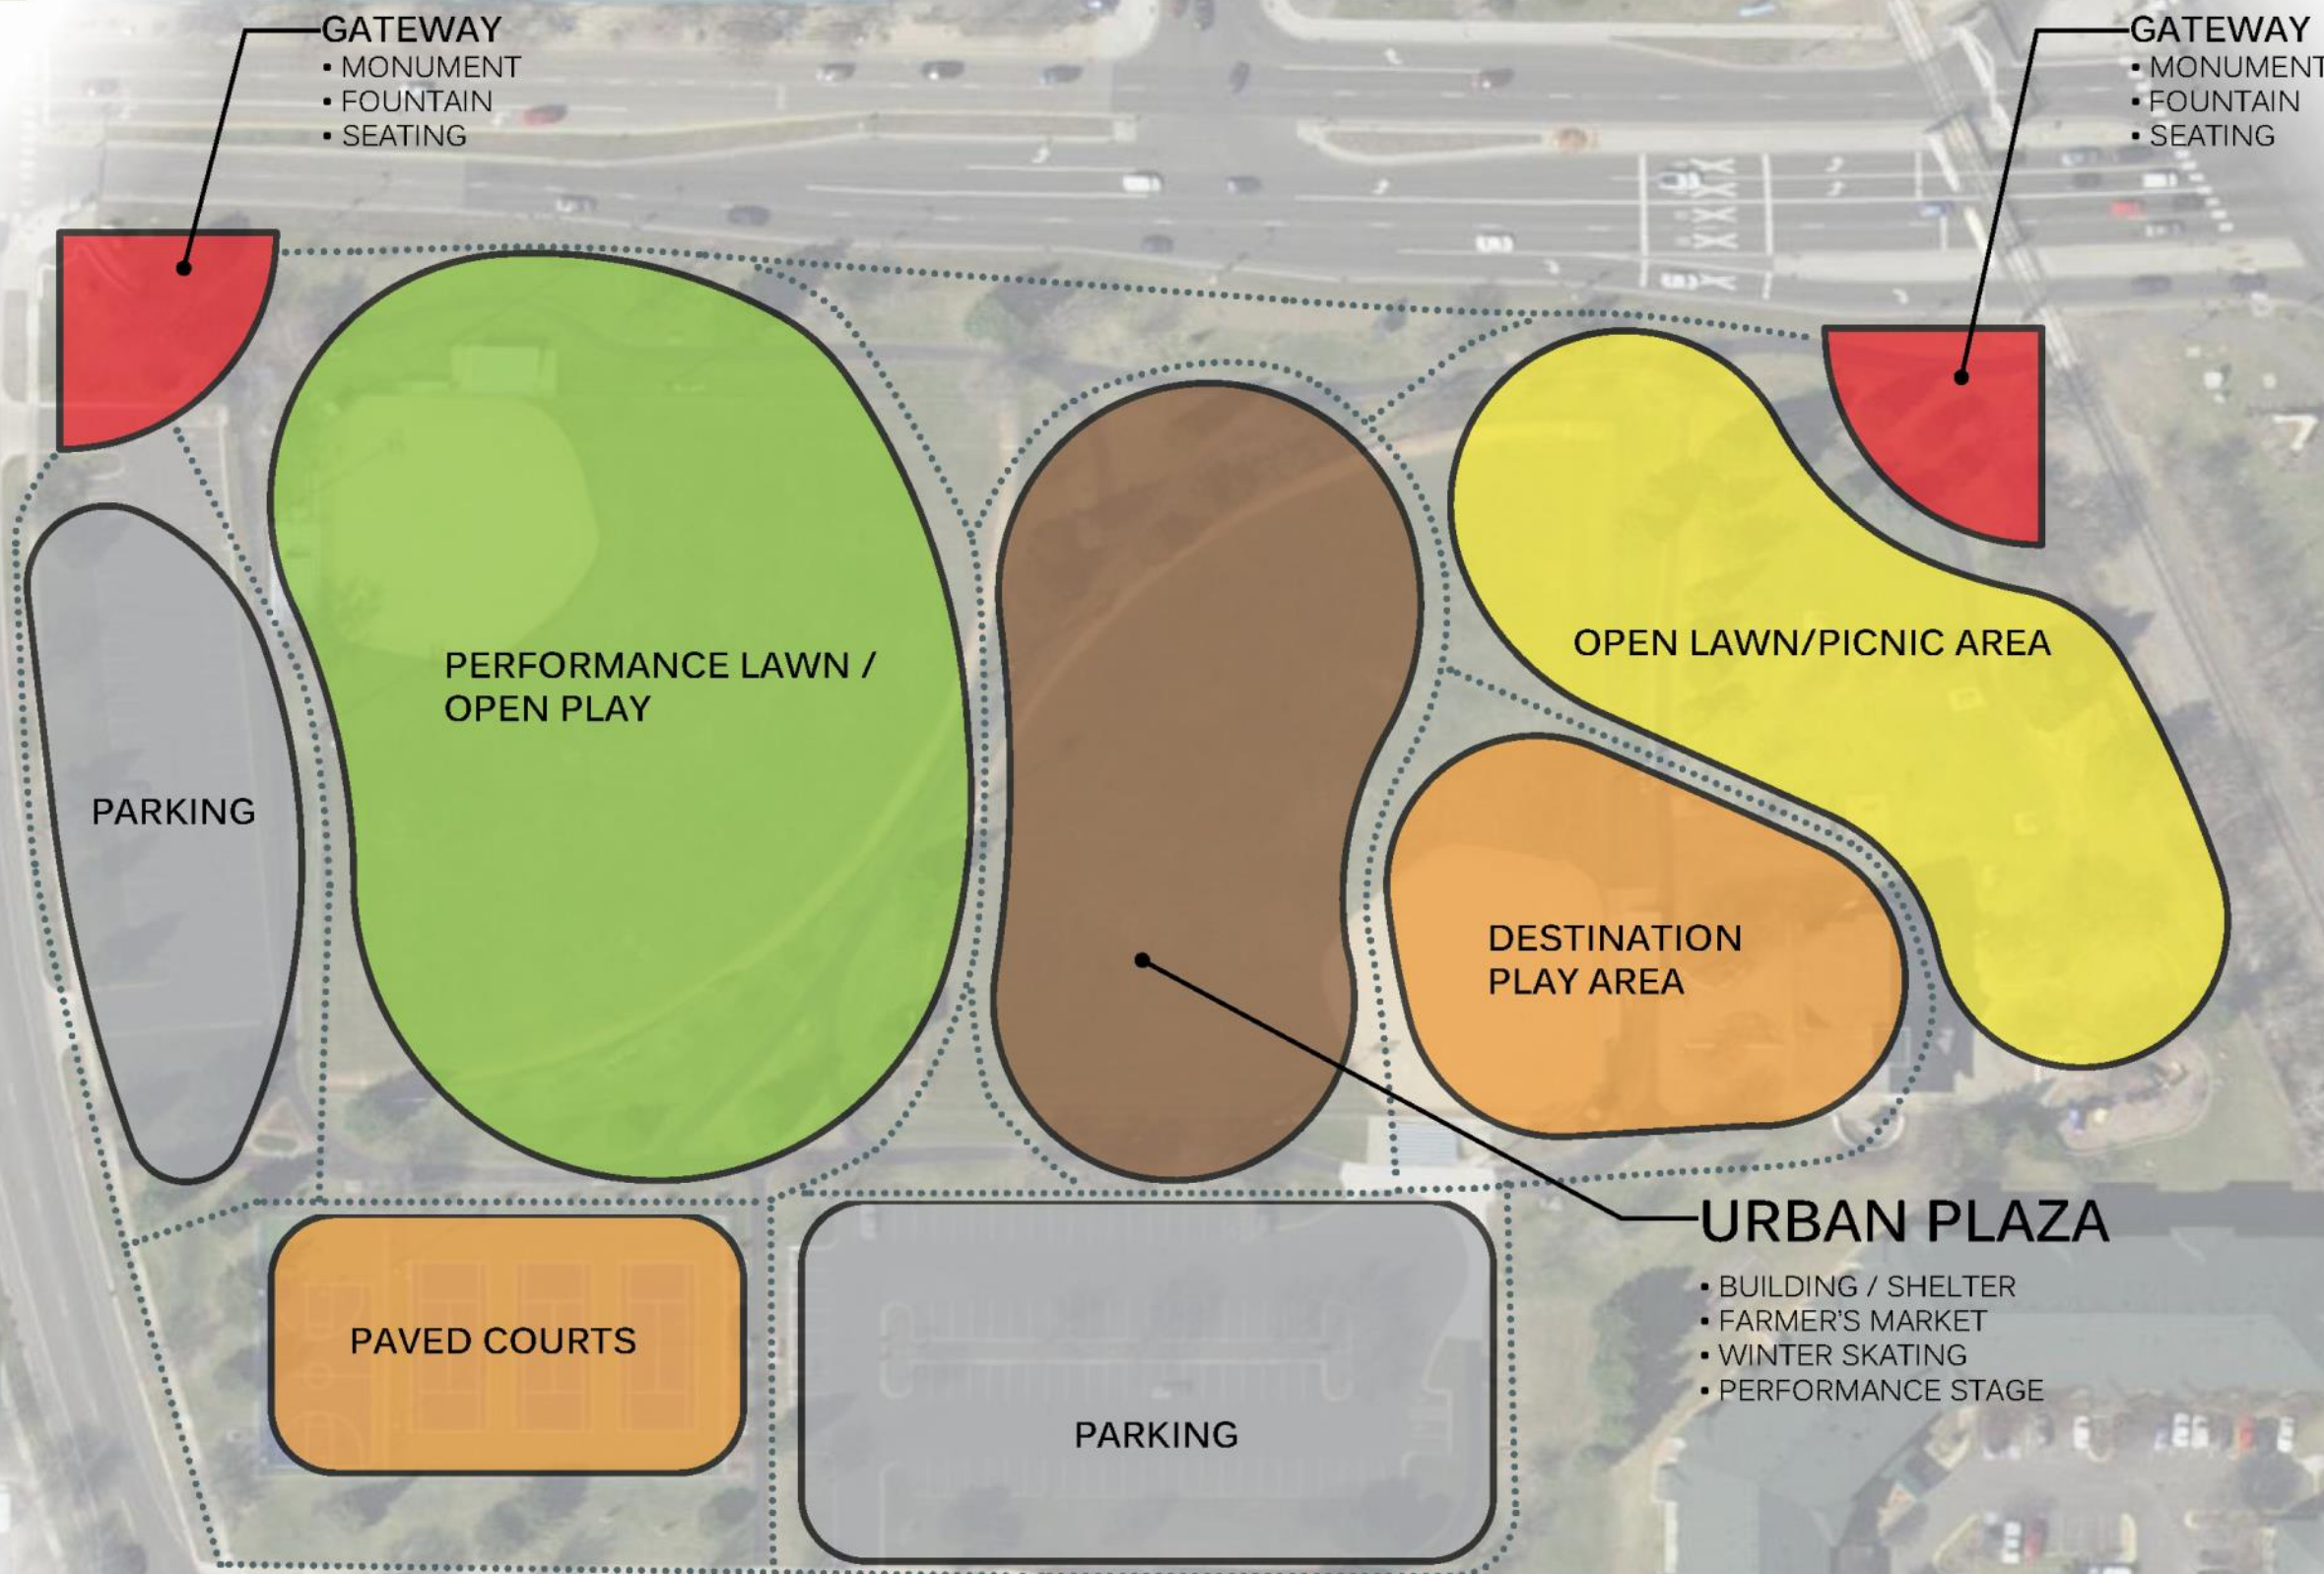 GATEWAY
• MONUMENT
• FOUNTAIN
• SEATING
GATEWAY
• MONUMENT
• FOUNTAIN
• SEATING
PERFORMANCE LAWN /
OPEN PLAY
OPEN LAWN/PICNIC AREA
PARKING
DESTINATION
PLAY AREA
URBAN PLAZA
• BUILDING / SHELTER
• FARMER'S MARKET
• WINTER SKATING
• PERFORMANCE STAGE
PAVED COURTS
PARKING